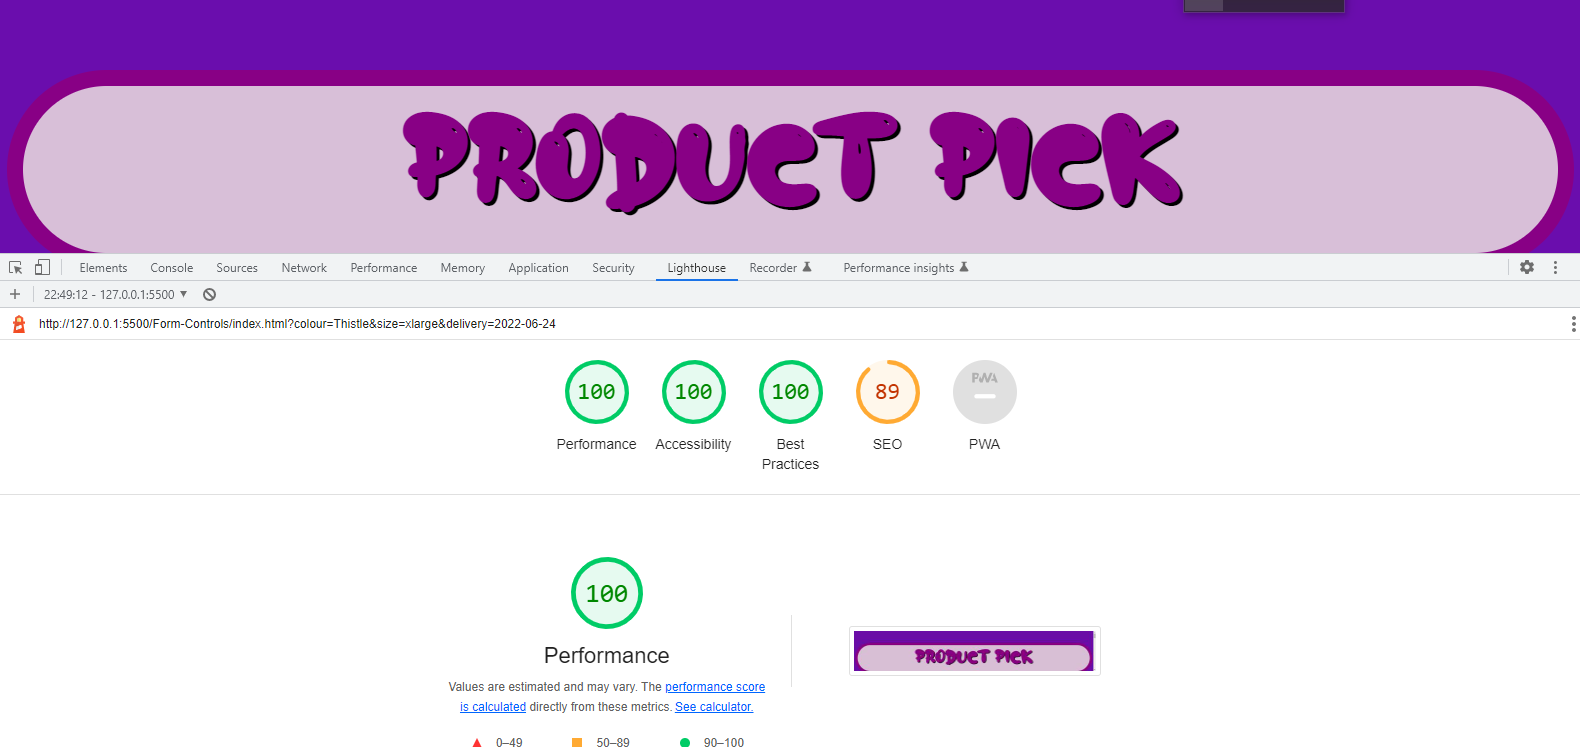 PRODUCT PICK
Elements Console Sources Network Performance Memory Application Security Lighthouse Recorder Performance insights
22:49:12 - 127.0.0.1:5500
http://127.0.0.1:5500/Form-Controls/index.html?colour=Thistle&size=xlarge&delivery=2022-06-24
100 100 100 89 PWA
Performance Accessibility Best Practices SEO PWA
100
Performance
Values are estimated and may vary. The performance score
is calculated directly from these metrics. See calculator.
0–49 50–89 90–100
PRODUCT PICK